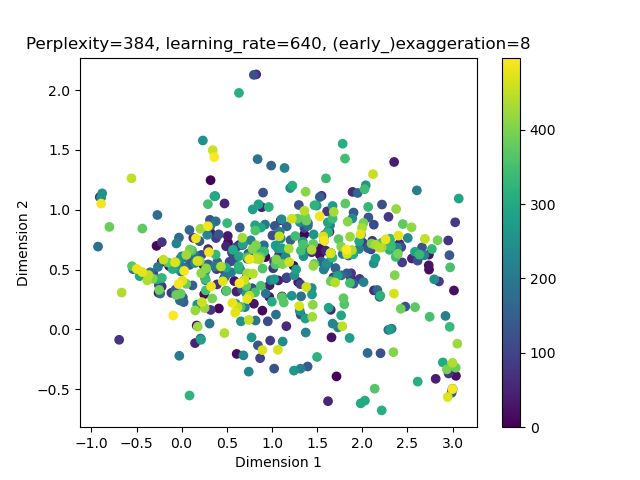 Perplexity=384, learning_rate=640, (early_)exaggeration=8
2.0
1.5
1.0
0.5
0.0
−0.5
Dimension 2
−1.0 −0.5 0.0 0.5 1.0 1.5 2.0 2.5 3.0
Dimension 1
400
300
200
100
0